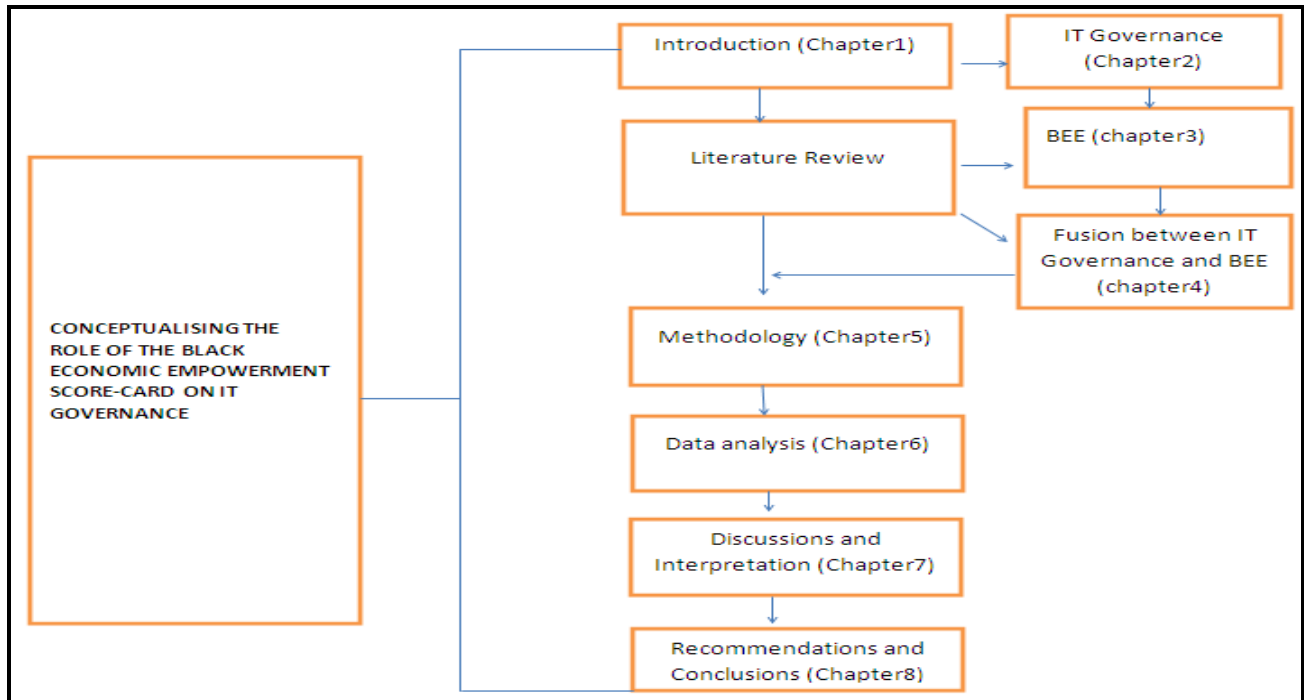 CONCEPTUALISING THE
ROLE OF THE BLACK
ECONOMIC EMPOWERMENT
SCORE-CARD ON IT
GOVERNANCE
Introduction (Chapter1)
IT Governance
(Chapter2)
Literature Review
BEE (chapter3)
Fusion between IT
Governance and BEE
(chapter4)
Methodology (Chapter5)
Data analysis (Chapter6)
Discussions and
Interpretation (Chapter7)
Recommendations and
Conclusions (Chapter8)